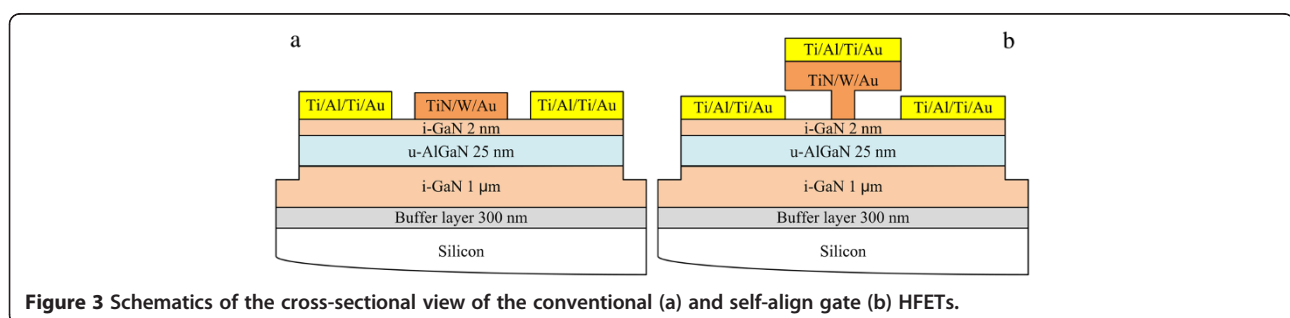 a
Ti/Al/Ti/Au
TiN/W/Au
Ti/Al/Ti/Au
i-GaN 2 nm
u-AlGaN 25 nm
i-GaN 1 μm
Buffer layer 300 nm
Silicon
b
Ti/Al/Ti/Au
TiN/W/Au
Ti/Al/Ti/Au
Ti/Al/Ti/Au
i-GaN 2 nm
u-AlGaN 25 nm
i-GaN 1 μm
Buffer layer 300 nm
Silicon
Figure 3 Schematics of the cross-sectional view of the conventional (a) and self-align gate (b) HFETs.